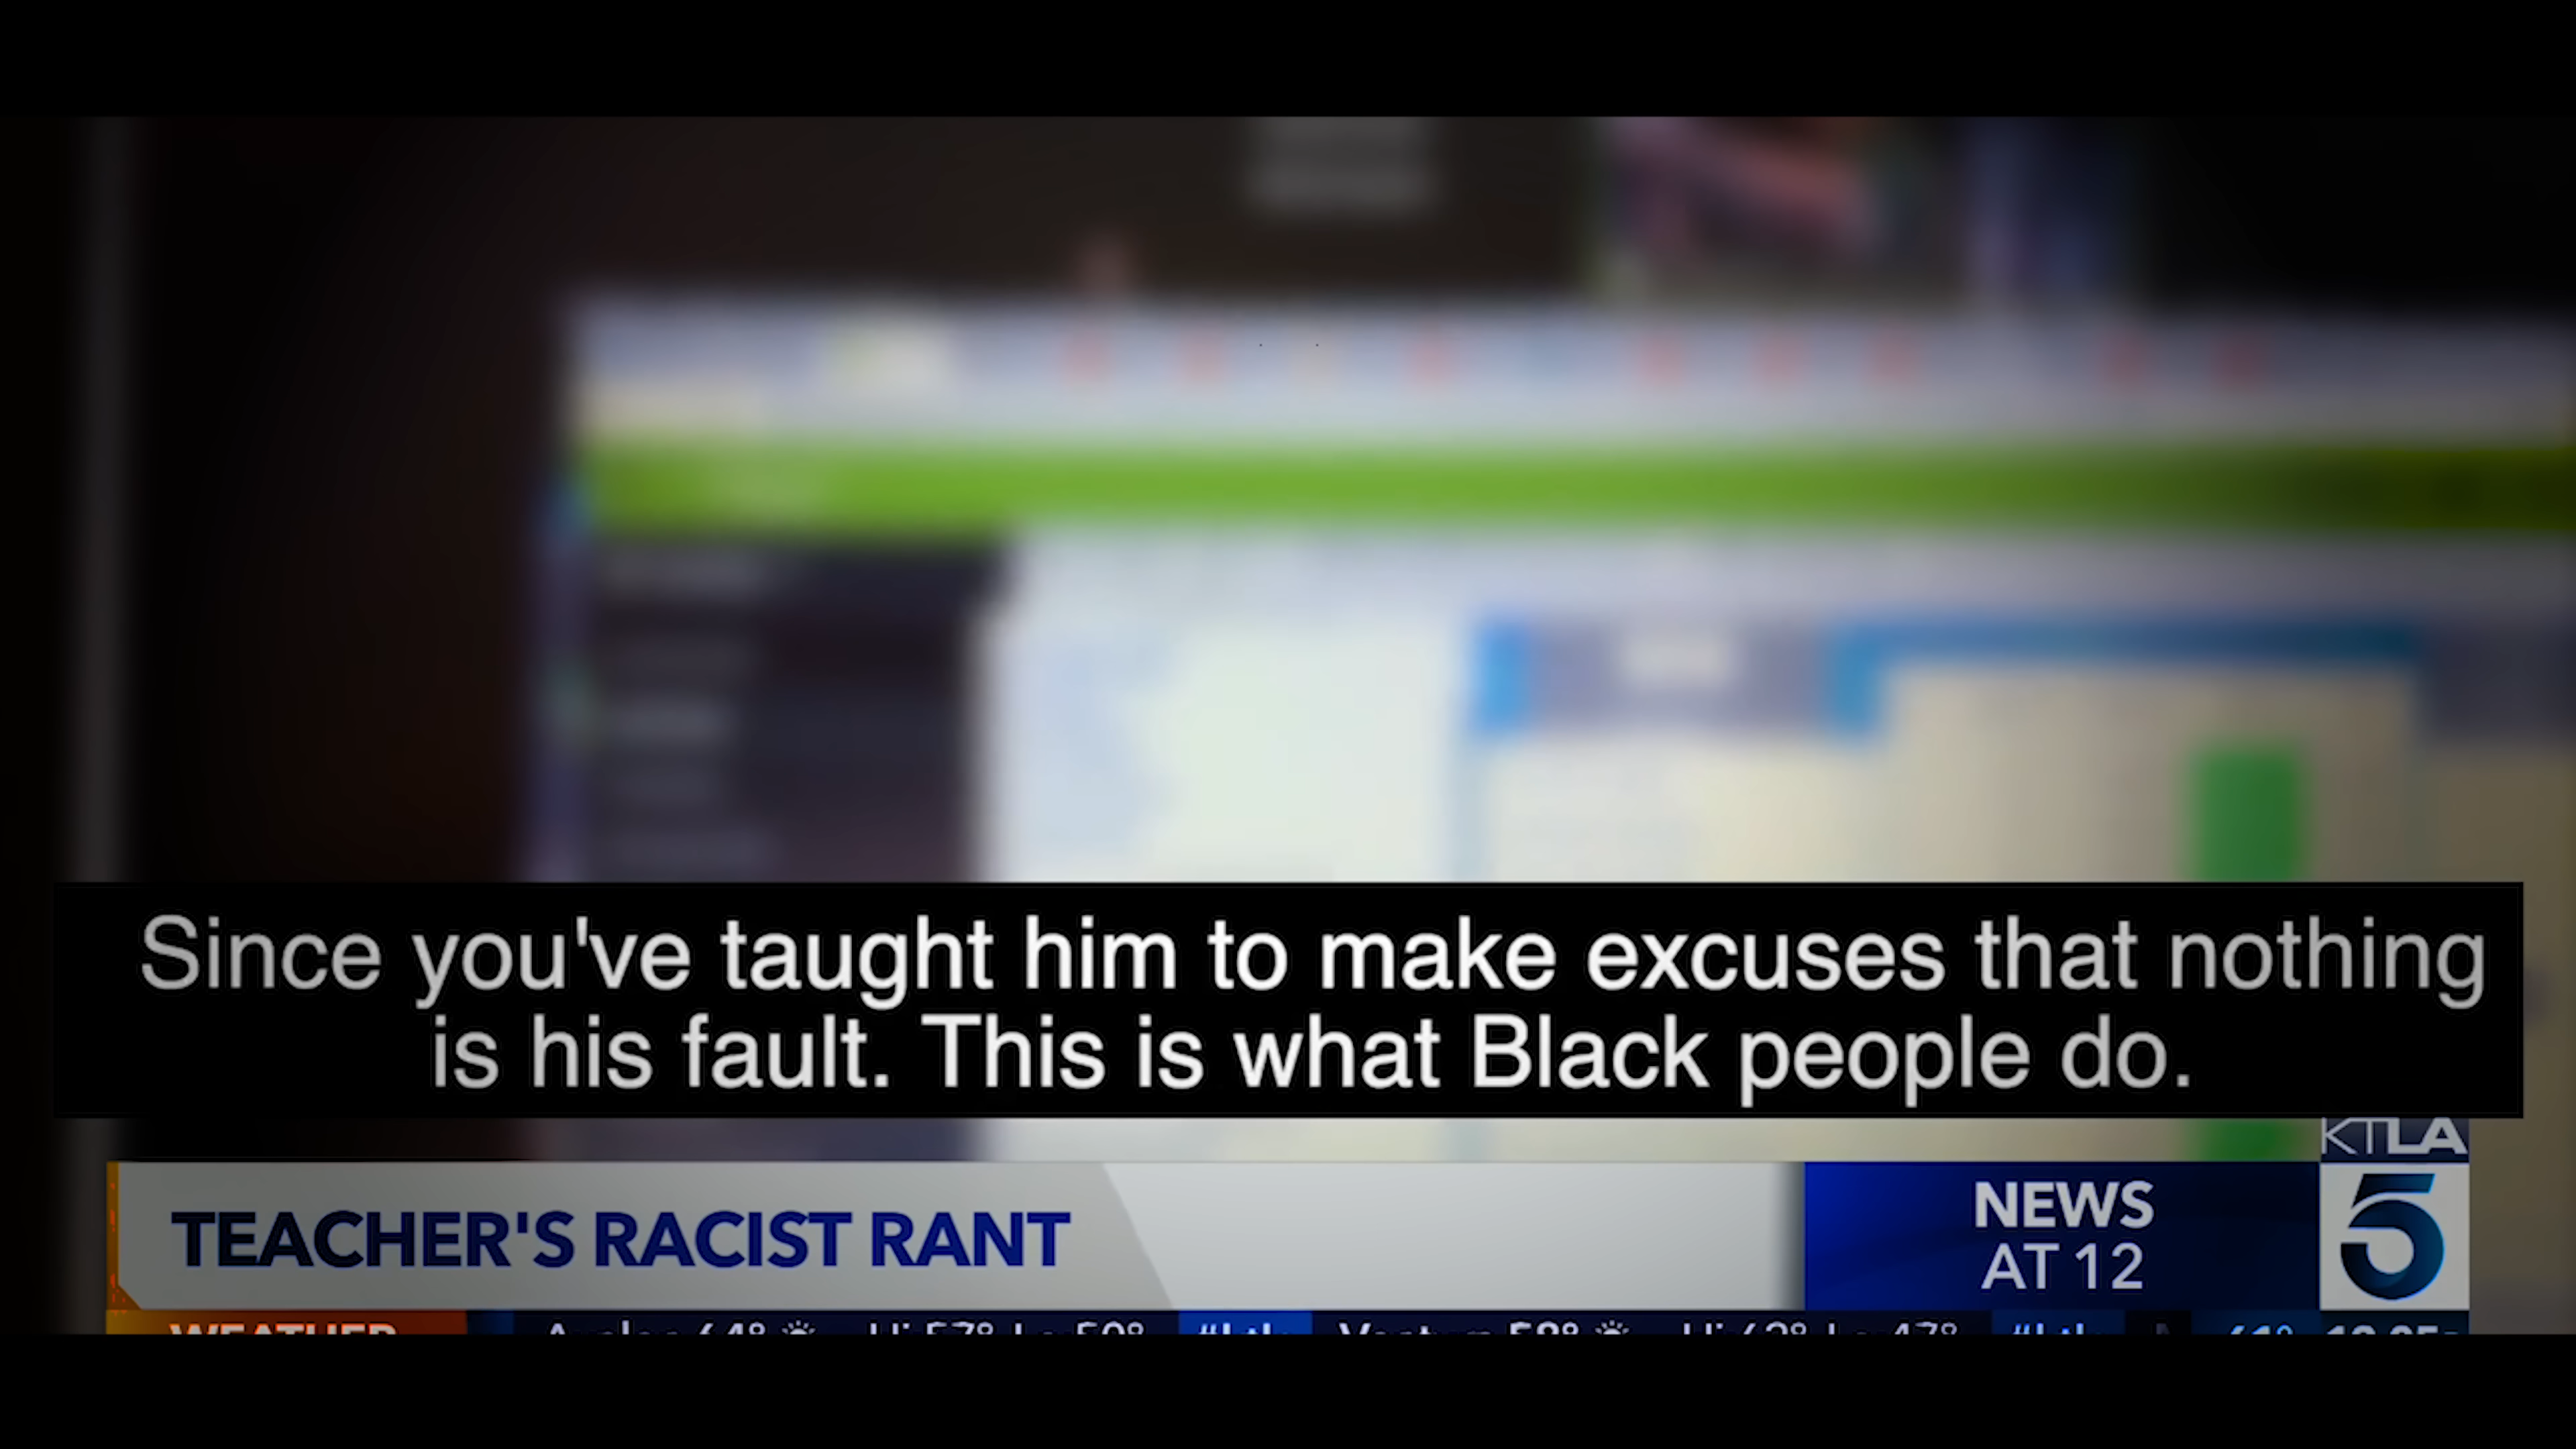 Since you've taught him to make excuses that nothing
is his fault. This is what Black people do.
KTLA
5
TEACHER'S RACIST RANT
NEWS
AT 12
WEATHER